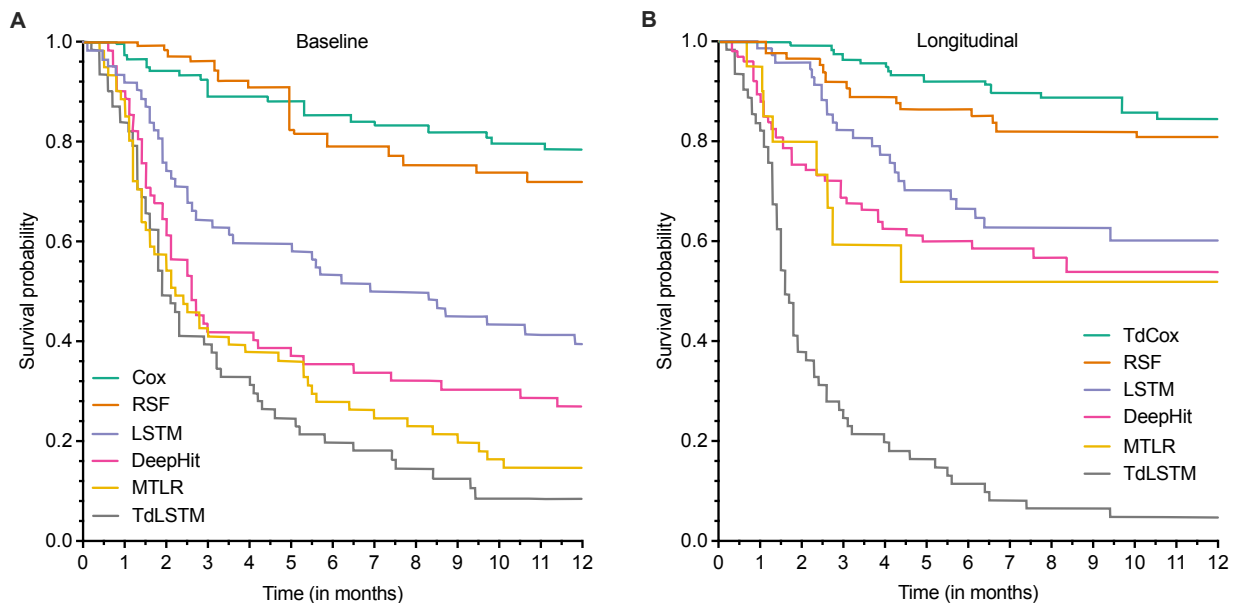 A
Baseline
1.0
0.8
0.6
0.4
0.2
0.0
Survival probability
Cox
RSF
LSTM
DeepHit
MTLR
TdLSTM
0 1 2 3 4 5 6 7 8 9 10 11 12
Time (in months)
B
Longitudinal
1.0
0.8
0.6
0.4
0.2
0.0
Survival probability
TdCox
RSF
LSTM
DeepHit
MTLR
TdLSTM
0 1 2 3 4 5 6 7 8 9 10 11 12
Time (in months)